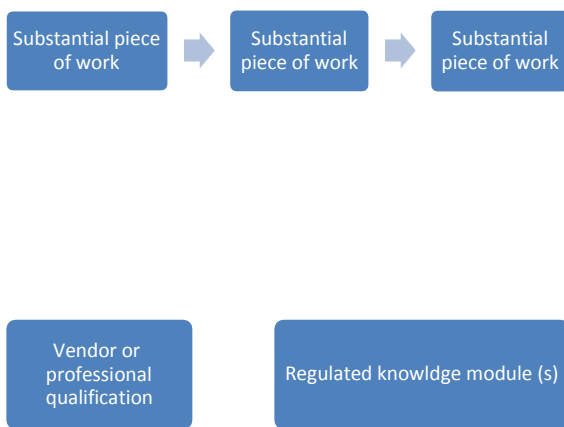 Substantial piece
of work
Substantial
piece of work
Substantial
piece of work
Vendor or
professional
qualification
Regulated knowldge module (s)